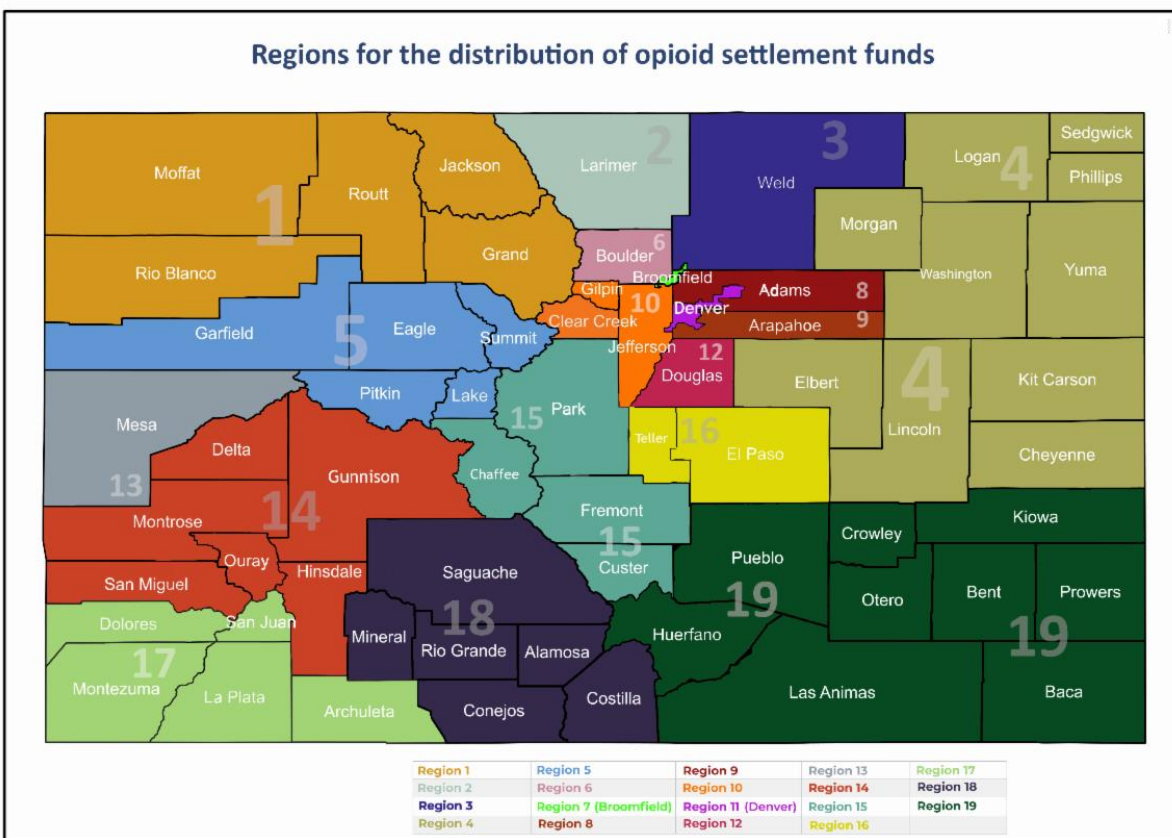 Regions for the distribution of opioid settlement funds
Moffat
Routt
Jackson
Larimer
2
Weld
3
Logan
4
Sedgwick
Phillips
1
Rio Blanco
Grand
Boulder
6
Morgan
Washington
Yuma
Broomfield
Gilpin
10
Denver
Adams
8
Garfield
5
Eagle
Summit
Clear Creek
Jefferson
Arapahoe
9
12
Douglas
Elbert
4
Lincoln
Kit Carson
Pitkin
Lake
15
Park
Mesa
13
Delta
Gunnison
Chaffee
Teller
16
El Paso
Cheyenne
Montrose
14
Fremont
15
Custer
Pueblo
19
Crowley
Kiowa
Ouray
San Miguel
Hinsdale
Saguache
Otero
Bent
Prowers
19
Dolores
San Juan
Mineral
18
Rio Grande
Alamosa
Huerfano
17
Montezuma
La Plata
Archuleta
Conejos
Costilla
Las Animas
Baca
Region 1 Region 5 Region 9 Region 13 Region 17
Region 2 Region 6 Region 10 Region 14 Region 18
Region 3 Region 7 (Broomfield) Region 11 (Denver) Region 15 Region 19
Region 4 Region 8 Region 12 Region 16